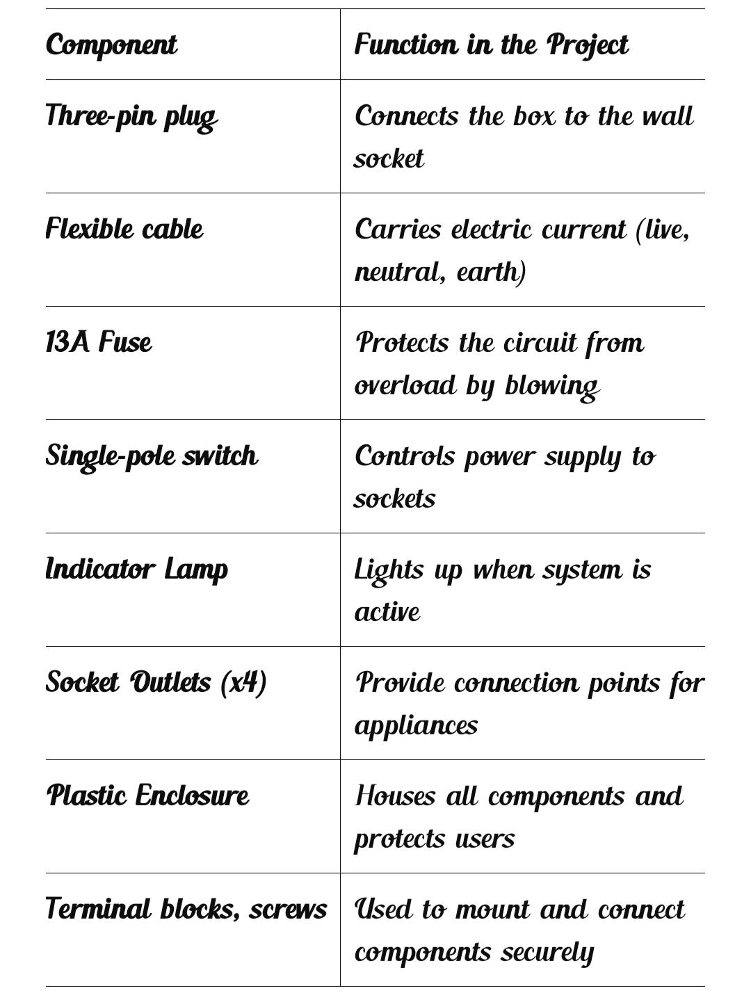 Component
Function in the Project
Three-pin plug
Connects the box to the wall
socket
Flexible cable
Carries electric current (live,
neutral, earth)
13A Fuse
Protects the circuit from
overload by blowing
Single-pole switch
Controls power supply to
sockets
Indicator Lamp
Lights up when system is
active
Socket Outlets (x4)
Provide connection points for
appliances
Plastic Enclosure
Houses all components and
protects users
Terminal blocks, screws
Used to mount and connect
components securely